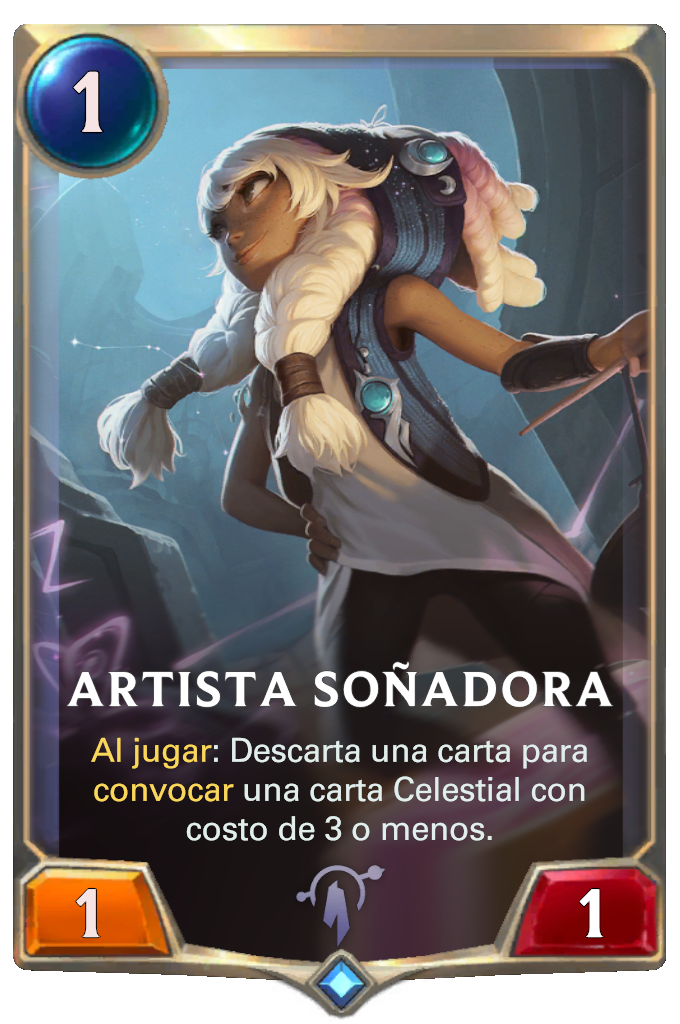 1
ARTISTA SOÑADORA
Al jugar: Descarta una carta para
convocar una carta Celestial con
costo de 3 o menos.
1
1